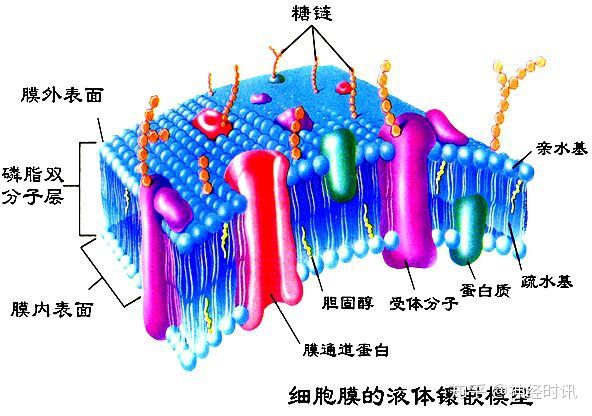 糖链
膜外表面
磷脂双
分子层
膜内表面
亲水基
疏水基
蛋白质
受体分子
胆固醇
膜通道蛋白
细胞膜的液体镶嵌模型